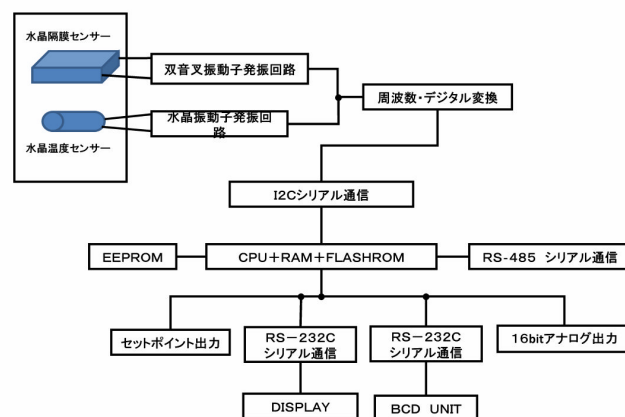 水晶隔膜センサー
双音叉振動子発振回路
周波数・デジタル変換
水晶振動子発振回
路
水晶温度センサー
I2Cシリアル通信
EEPROM
CPU+RAM+FLASHROM
RS-485 シリアル通信
セットポイント出力
RS-232C
シリアル通信
RS-232C
シリアル通信
16bitアナログ出力
DISPLAY
BCD UNIT